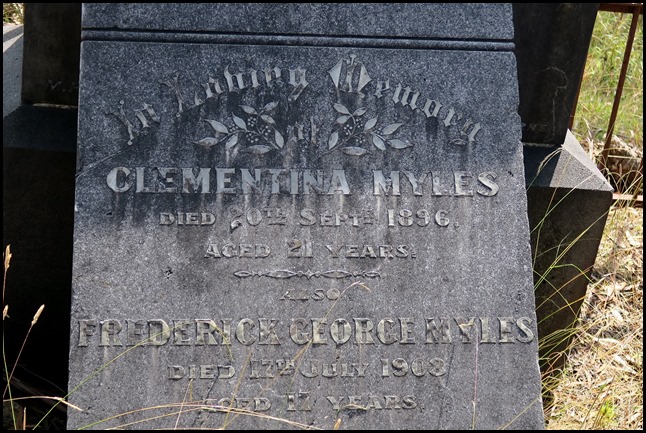 In Loving Memory
of
CLEMENTINA MYLES
DIED 20TH SEPTR 1896.
AGED 21 YEARS.
ALSO
FREDERICK GEORGE MYLES
DIED 17TH JULY 1908
AGED 17 YEARS.